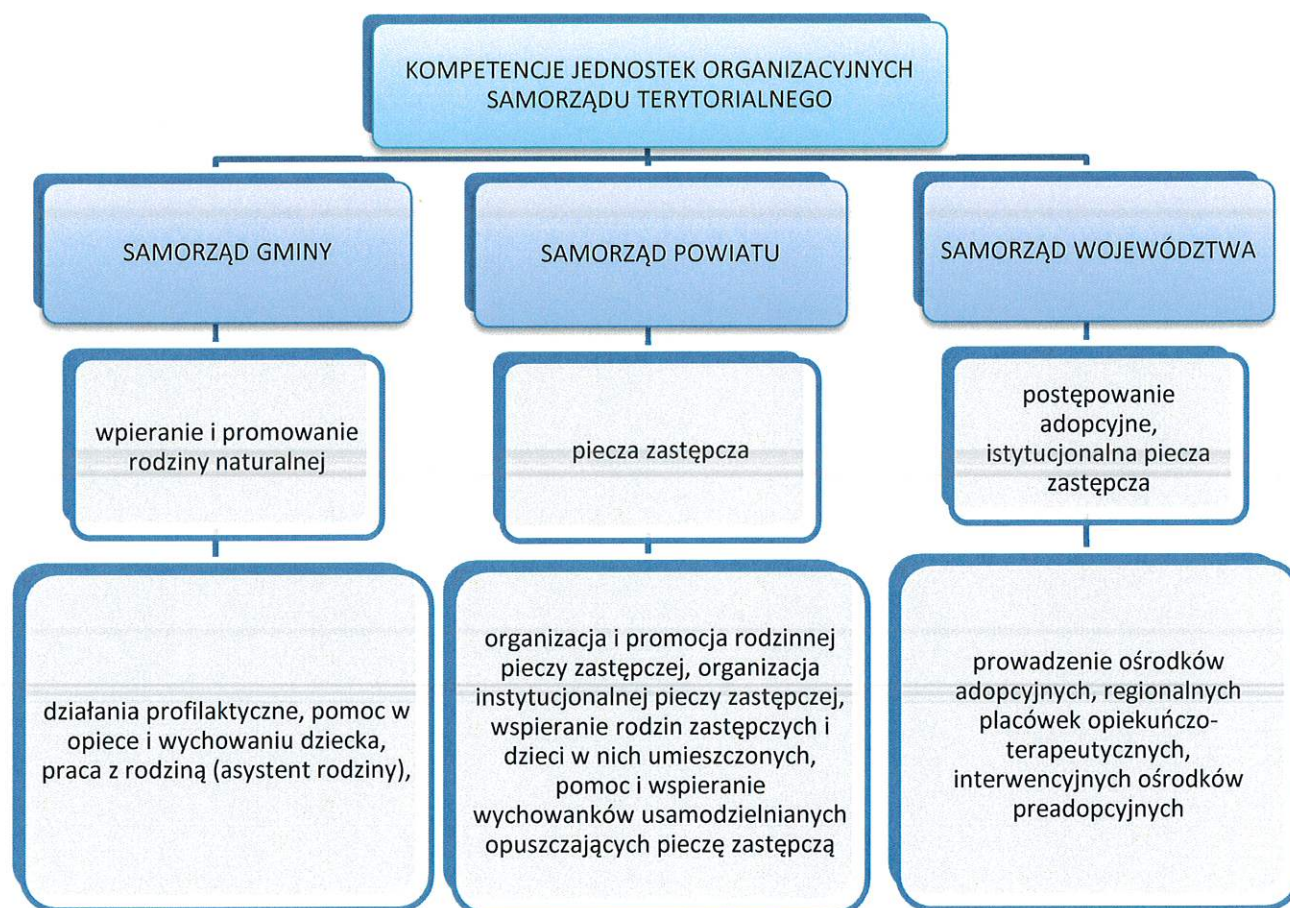 KOMPETENCJE JEDNOSTEK ORGANIZACYJNYCH
SAMORZĄDU TERYTORIALNEGO
SAMORZĄD GMINY
SAMORZĄD POWIATU
SAMORZĄD WOJEWÓDZTWA
wpieranie i promowanie
rodziny naturalnej
piecza zastępcza
postępowanie
adopcyjne,
istytucjonalna piecza
zastępcza
działania profilaktyczne, pomoc w
opiece i wychowaniu dziecka,
praca z rodziną (asystent rodziny),
organizacja i promocja rodzinnej
pieczy zastępczej, organizacja
instytucjonalnej pieczy zastępczej,
wspieranie rodzin zastępczych i
dzieci w nich umieszczonych,
pomoc i wspieranie
wychowanków usamodzielnianych
opuszczających pieczę zastępczą
prowadzenie ośrodków
adopcyjnych, regionalnych
placówek opiekuńczo-
terapeutycznych,
interwencyjnych ośrodków
preadopcyjnych